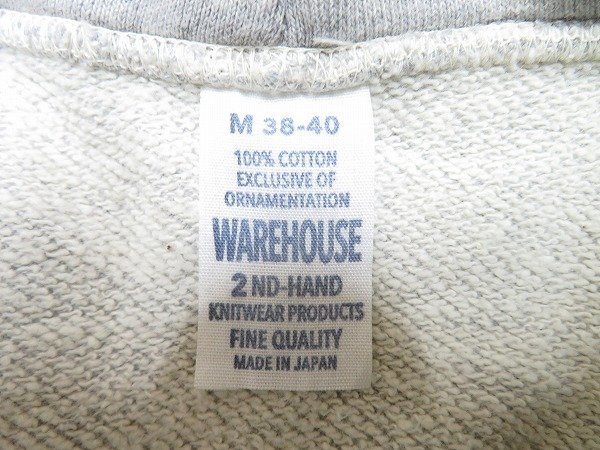 M 38-40
100% COTTON
EXCLUSIVE OF
ORNAMENTATION
WAREHOUSE
2 ND-HAND
KNITWEAR PRODUCTS
FINE QUALITY
MADE IN JAPAN